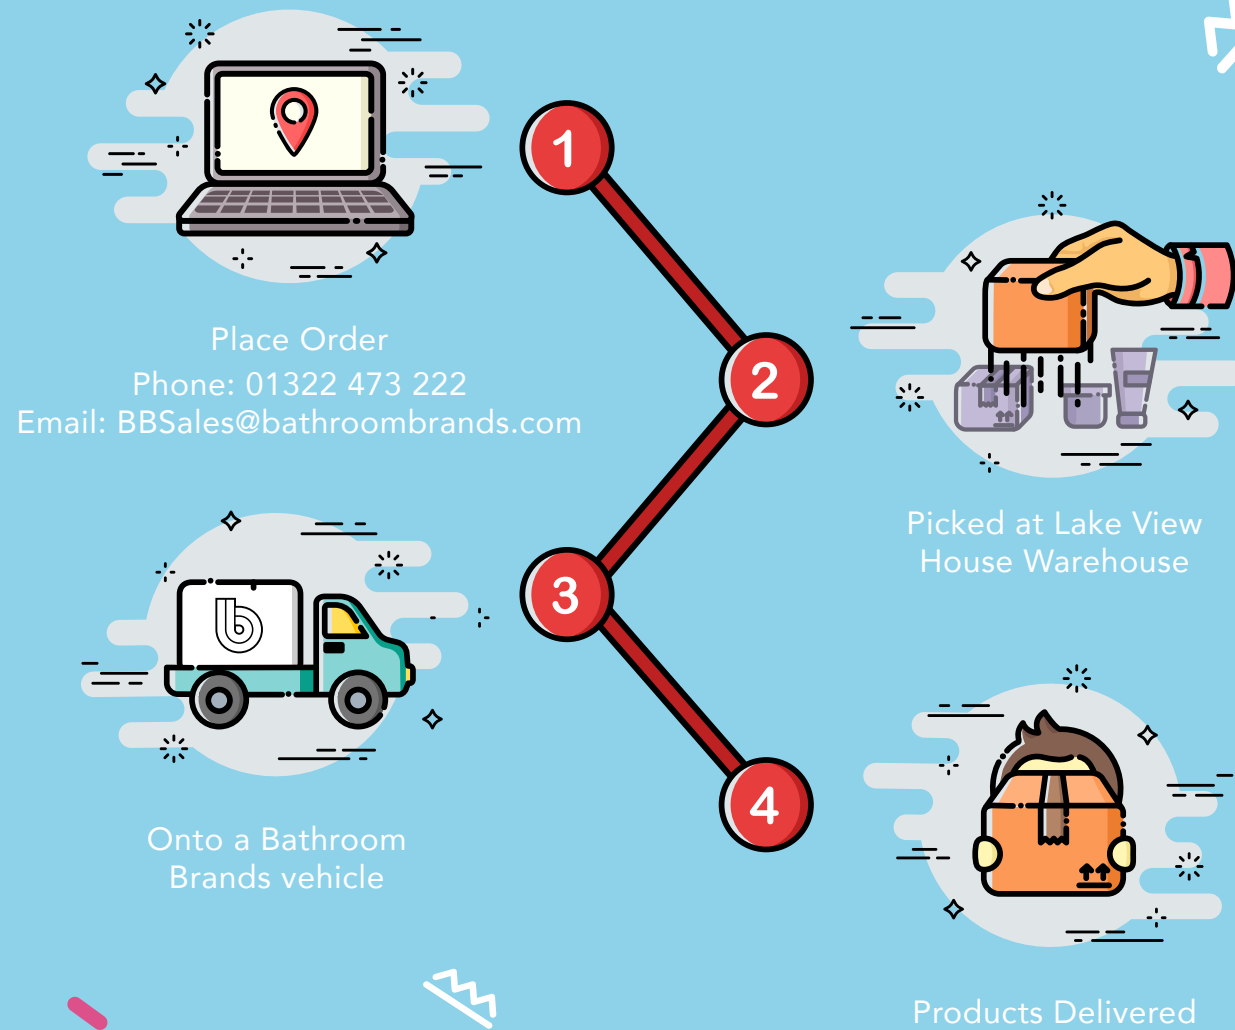 1
Place Order
Phone: 01322 473 222
Email: BBSales@bathroombrands.com
2
Picked at Lake View
House Warehouse
3
Onto a Bathroom
Brands vehicle
4
Products Delivered